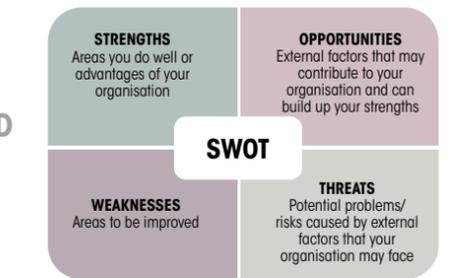 STRENGTHS
Areas you do well or
advantages of your
organisation
OPPORTUNITIES
External factors that may
contribute to your
organisation and can
build up your strengths
D
SWOT
WEAKNESSES
Areas to be improved
THREATS
Potential problems/
risks caused by external
factors that your
organisation may face